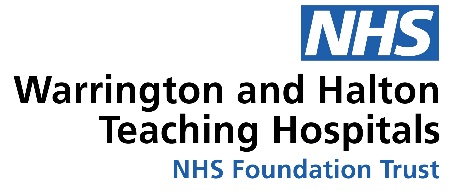 NHS
Warrington and Halton
Teaching Hospitals
NHS Foundation Trust